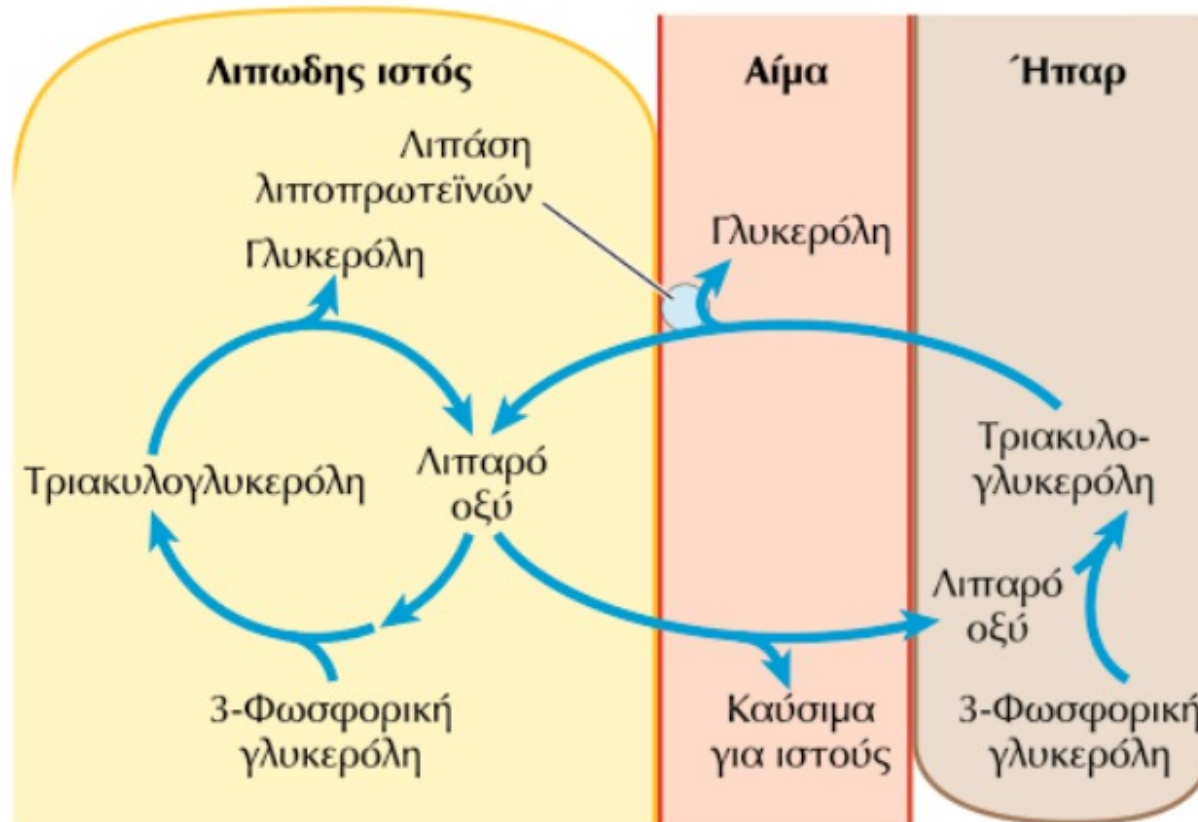 Λιπωδης ιστός
Αίμα
Ήπαρ
Λιπάση
λιποπρωτεϊνών
Γλυκερόλη
Γλυκερόλη
Τριακυλογλυκερόλη
Λιπαρό
οξύ
Τριακυλο-
γλυκερόλη
Λιπαρό
οξύ
3-Φωσφορική
γλυκερόλη
Καύσιμα
για ιστούς
3-Φωσφορική
γλυκερόλη